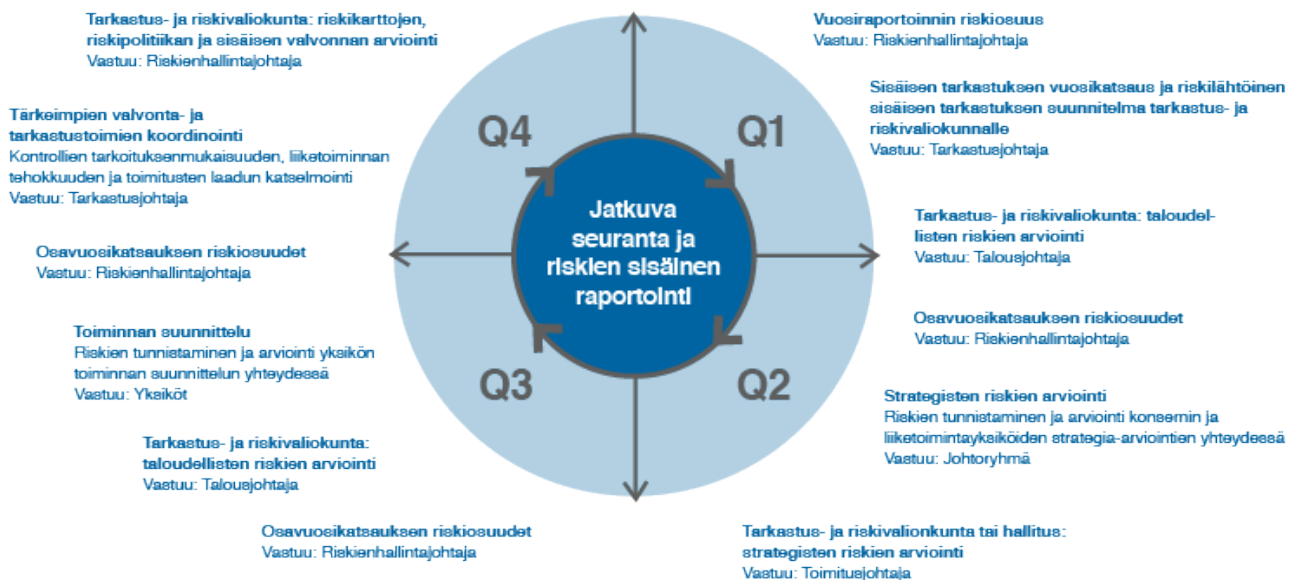 Tarkastus- ja riskivaliokunta: riskikarttojen,
riskipolitiikan ja sisäisen valvonnan arviointi
Vastuu: Riskienhallintajohtaja
Tärkeimpien valvonta- ja
tarkastustoimien koordinointi
Kontrollien tarkoituksenmukaisuuden, liiketoiminnan
tehokkuuden ja toimitusten laadun katselmointi
Vastuu: Tarkastusjohtaja
Osavuosikatsauksen riskiosuudet
Vastuu: Riskienhallintajohtaja
Toiminnan suunnittelu
Riskien tunnistaminen ja arviointi yksikön
toiminnan suunnittelun yhteydessä
Vastuu: Yksiköt
Tarkastus- ja riskivaliokunta:
taloudellisten riskien arviointi
Vastuu: Talousjohtaja
Osavuosikatsauksen riskiosuudet
Vastuu: Riskienhallintajohtaja
Q4
Q1
Jatkuva
seuranta ja
riskien sisäinen
raportointi
Q3
Q2
Vuosiraportoinnin riskiosuus
Vastuu: Riskienhallintajohtaja
Sisäisen tarkastuksen vuosikatsaus ja riskilähtöinen
sisäisen tarkastuksen suunnitelma tarkastus- ja
riskivaliokunnalle
Vastuu: Tarkastusjohtaja
Tarkastus- ja riskivaliokunta: taloudel-
listen riskien arviointi
Vastuu: Talousjohtaja
Osavuosikatsauksen riskiosuudet
Vastuu: Riskienhallintajohtaja
Strategisten riskien arviointi
Riskien tunnistaminen ja arviointi konsernin ja
liiketoimintayksiköiden strategia-arviointien yhteydessä
Vastuu: Johtoryhmä
Tarkastus- ja riskivalionkunta tai hallitus:
strategisten riskien arviointi
Vastuu: Toimitusjohtaja